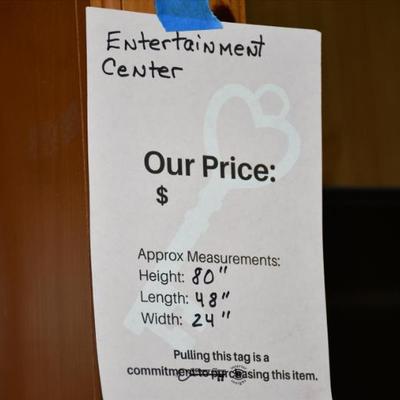 Entertainment
Center
Our Price:
$
Approx Measurements:
Height: 80"
Length: 48"
Width: 24"
Pulling this tag is a
commitment to purchasing this item.